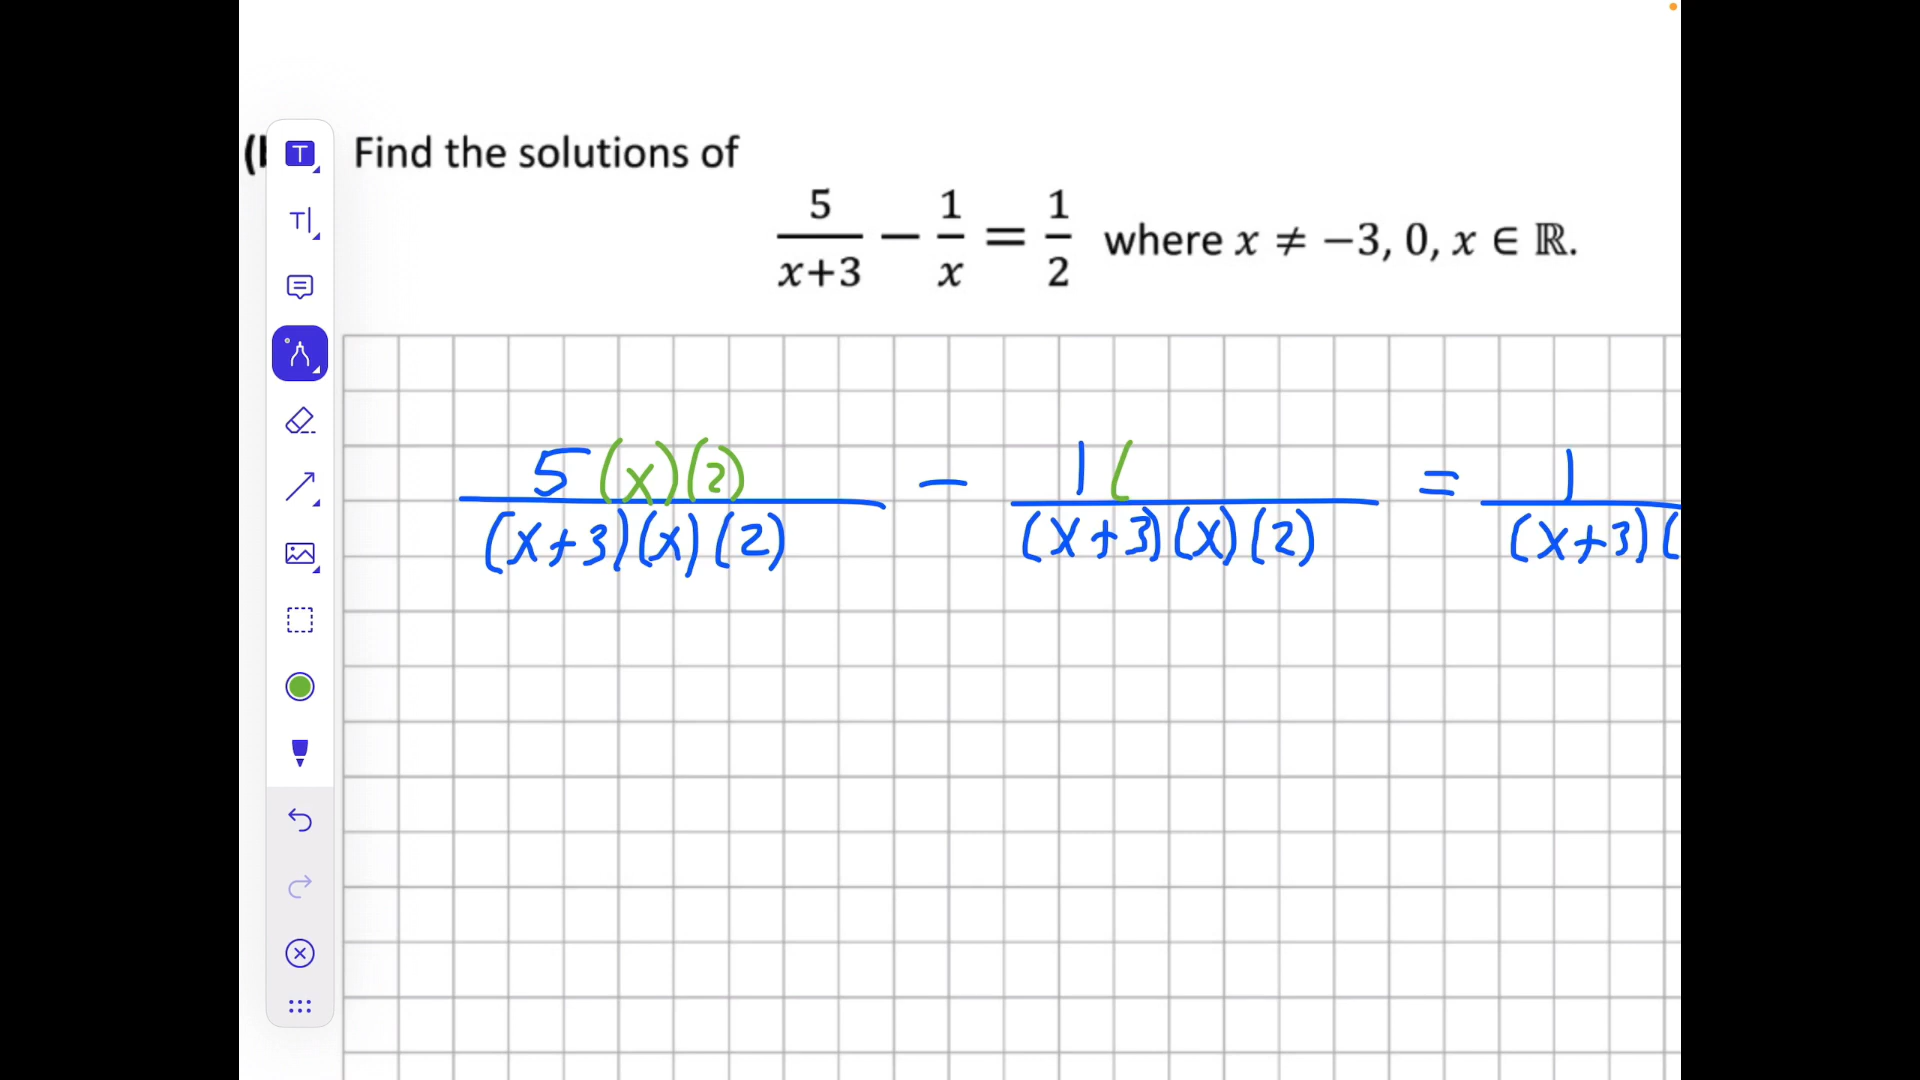 (
Find the solutions of
5/(x+3) − 1/x = 1/2 where x ≠ −3, 0, x ∈ ℝ.
5(x)(2)/(x+3)(x)(2) − 1(/(x+3)(x)(2) = 1/(x+3)(